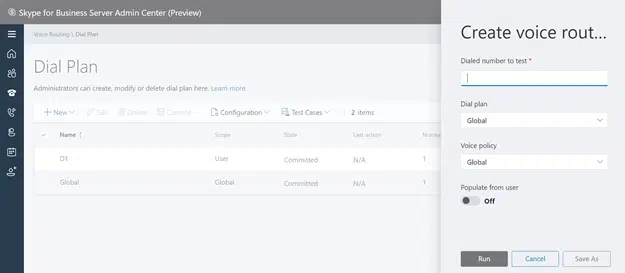 Skype for Business Server Admin Center (Preview)
Voice Routing \ Dial Plan
Dial Plan
Administrators can create, modify or delete dial plan here. Learn more.
New Edit Delete Commit Configuration Test Cases 2 items
Name Scope State Last action Norma
D1 User Committed N/A 1
Global Global Committed N/A 1
Create voice rout...
Dialed number to test *
Dial plan
Global
Voice policy
Global
Populate from user
Off
Run Cancel Save As